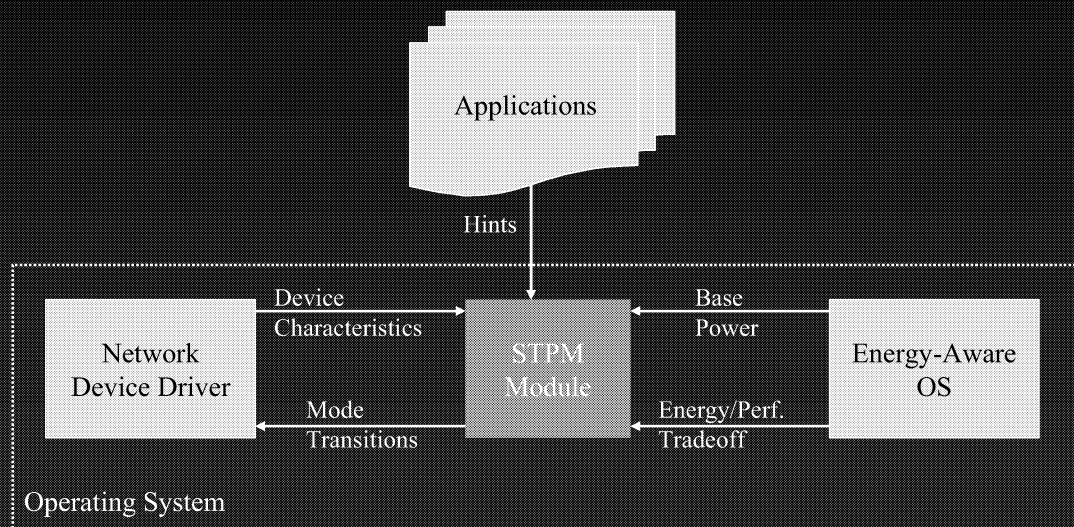 Applications
Hints
Device
Characteristics
Base
Power
Network
Device Driver
STPM
Module
Energy-Aware
OS
Mode
Transitions
Energy/Perf.
Tradeoff
Operating System